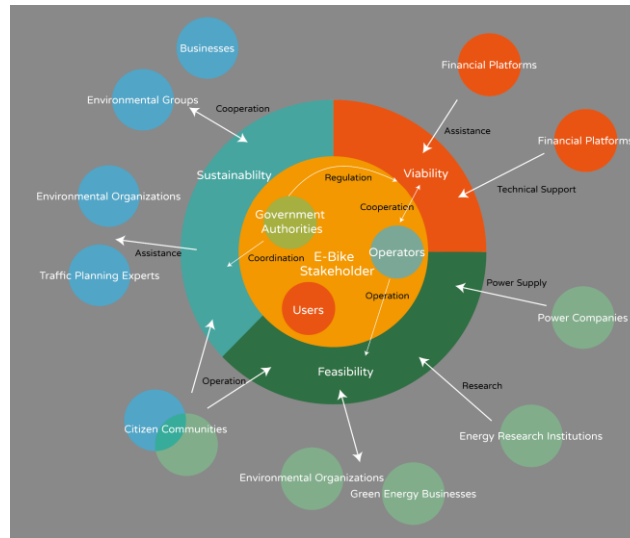 Businesses
Financial Platforms
Environmental Groups
Cooperation
Assistance
Financial Platforms
Sustainablilty
Viability
Regulation
Technical Support
Environmental Organizations
Cooperation
Government
Authorities
Operators
Assistance
Coordination
E-Bike
Stakeholder
Traffic Planning Experts
Power Supply
Operation
Users
Power Companies
Feasibility
Operation
Research
Citizen Communities
Energy Research Institutions
Environmental Organizations
Green Energy Businesses